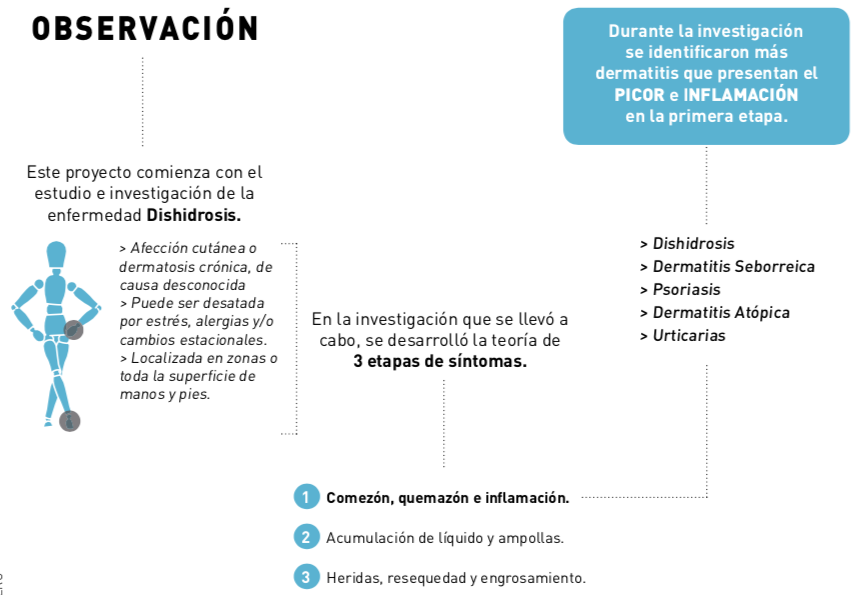 OBSERVACIÓN
Este proyecto comienza con el
estudio e investigación de la
enfermedad Dishidrosis.
> Afección cutánea o
dermatosis crónica, de
causa desconocida
> Puede ser desatada
por estrés, alergias y/o
cambios estacionales.
> Localizada en zonas o
toda la superficie de
manos y pies.
En la investigación que se llevó a
cabo, se desarrolló la teoría de
3 etapas de síntomas.
1 Comezón, quemazón e inflamación.
2 Acumulación de líquido y ampollas.
3 Heridas, resequedad y engrosamiento.
Durante la investigación
se identificaron más
dermatitis que presentan el
PICOR e INFLAMACIÓN
en la primera etapa.
> Dishidrosis
> Dermatitis Seborreica
> Psoriasis
> Dermatitis Atópica
> Urticarias